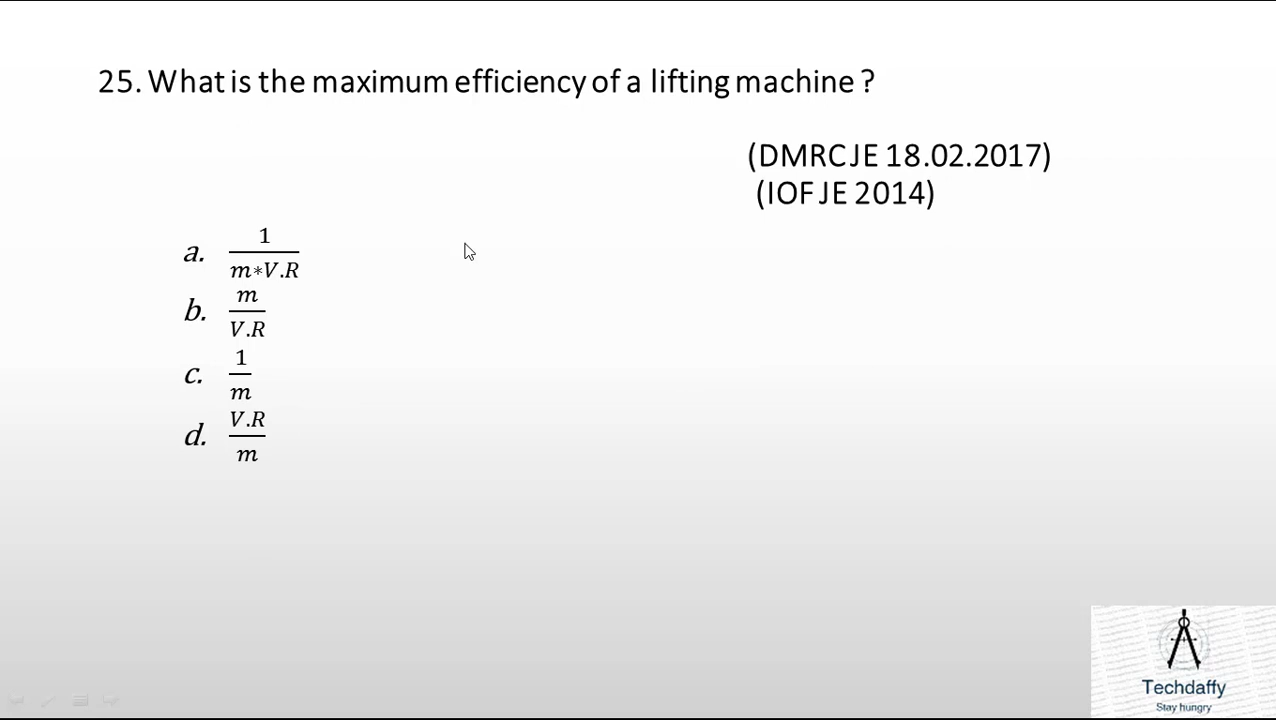 25. What is the maximum efficiency of a lifting machine ?
(DMRC JE 18.02.2017)
(IOF JE 2014)
a. 1/(m*V.R)
b. m/V.R
c. 1/m
d. V.R/m
Techdaffy
Stay hungry